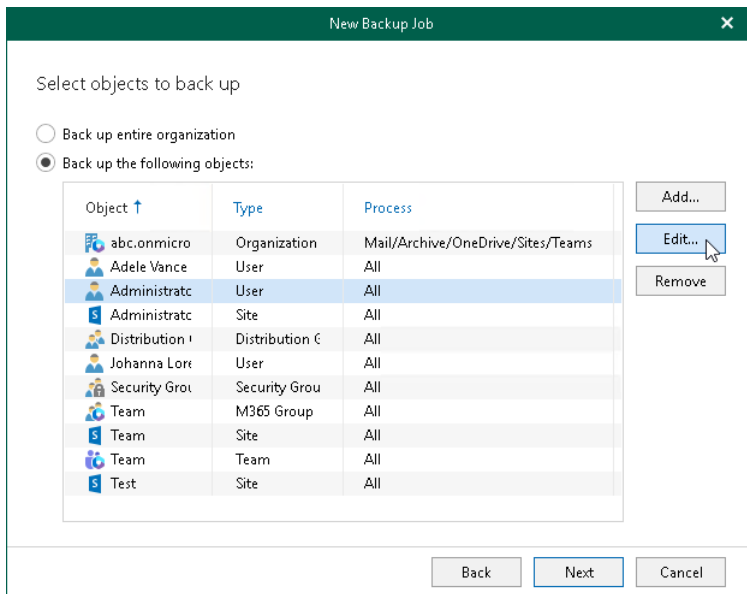 New Backup Job
Select objects to back up
Back up entire organization
Back up the following objects:
Object Type Process
abc.onmicro Organization Mail/Archive/OneDrive/Sites/Teams
Adele Vance User All
Administratc User All
Administratc Site All
Distribution Distribution G All
Johanna Lore User All
Security Grou Security Grou All
Team M365 Group All
Team Site All
Team Team All
Test Site All
Add...
Edit...
Remove
Back Next Cancel